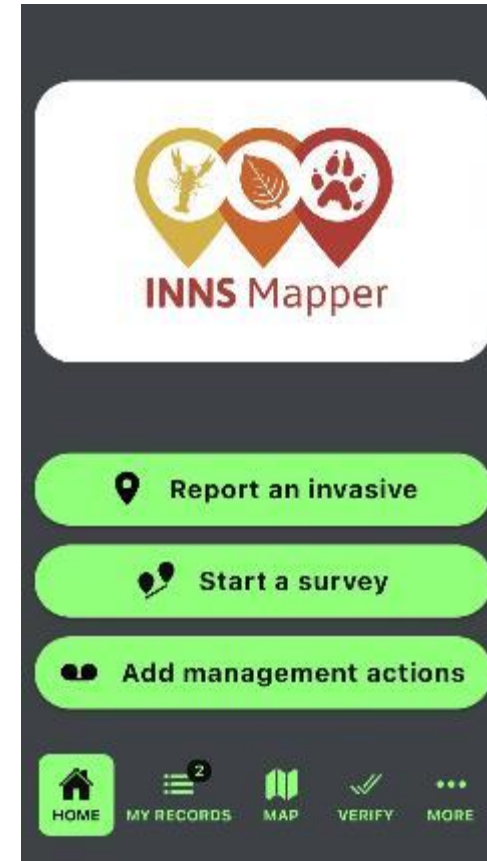 INNS Mapper
Report an invasive
Start a survey
Add management actions
2
HOME MY RECORDS MAP VERIFY MORE